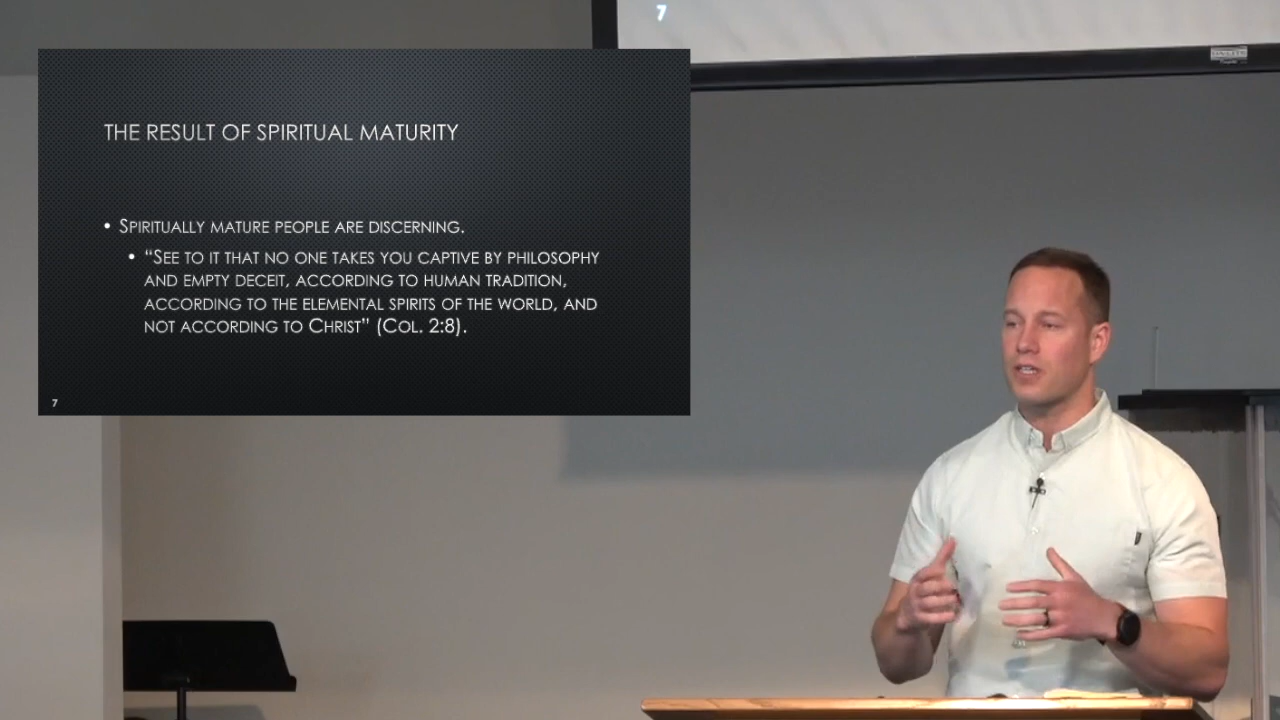 7
THE RESULT OF SPIRITUAL MATURITY
• SPIRITUALLY MATURE PEOPLE ARE DISCERNING.
• “SEE TO IT THAT NO ONE TAKES YOU CAPTIVE BY PHILOSOPHY
AND EMPTY DECEIT, ACCORDING TO HUMAN TRADITION,
ACCORDING TO THE ELEMENTAL SPIRITS OF THE WORLD, AND
NOT ACCORDING TO CHRIST” (COL. 2:8).
7